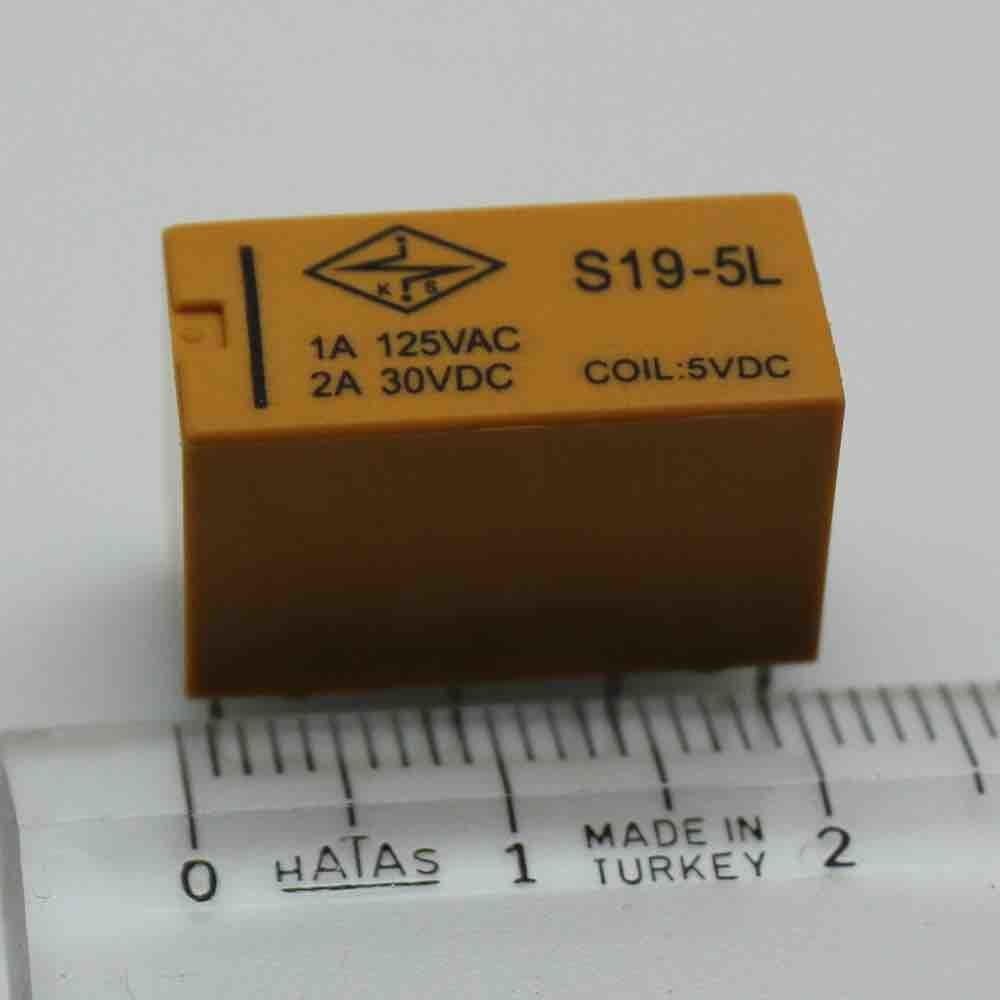 K S
S19-5L
1A 125VAC
2A 30VDC
COIL:5VDC
0 HATAS 1 MADE IN 2
TURKEY